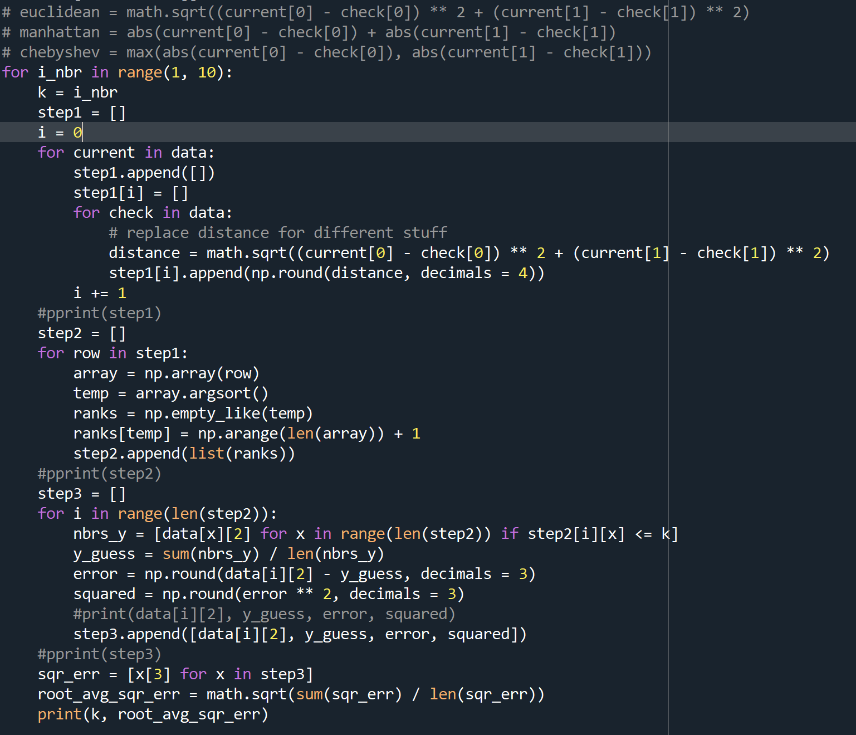 # euclidean = math.sqrt((current[0] - check[0]) ** 2 + (current[1] - check[1]) ** 2)
# manhattan = abs(current[0] - check[0]) + abs(current[1] - check[1])
# chebyshev = max(abs(current[0] - check[0]), abs(current[1] - check[1]))
for i_nbr in range(1, 10):
    k = i_nbr
    step1 = []
    i = 0
    for current in data:
        step1.append([])
        step1[i] = []
        for check in data:
            # replace distance for different stuff
            distance = math.sqrt((current[0] - check[0]) ** 2 + (current[1] - check[1]) ** 2)
            step1[i].append(np.round(distance, decimals = 4))
        i += 1
    #pprint(step1)
    step2 = []
    for row in step1:
        array = np.array(row)
        temp = array.argsort()
        ranks = np.empty_like(temp)
        ranks[temp] = np.arange(len(array)) + 1
        step2.append(list(ranks))
    #pprint(step2)
    step3 = []
    for i in range(len(step2)):
        nbrs_y = [data[x][2] for x in range(len(step2)) if step2[i][x] <= k]
        y_guess = sum(nbrs_y) / len(nbrs_y)
        error = np.round(data[i][2] - y_guess, decimals = 3)
        squared = np.round(error ** 2, decimals = 3)
        #print(data[i][2], y_guess, error, squared)
        step3.append([data[i][2], y_guess, error, squared])
    #pprint(step3)
    sqr_err = [x[3] for x in step3]
    root_avg_sqr_err = math.sqrt(sum(sqr_err) / len(sqr_err))
    print(k, root_avg_sqr_err)